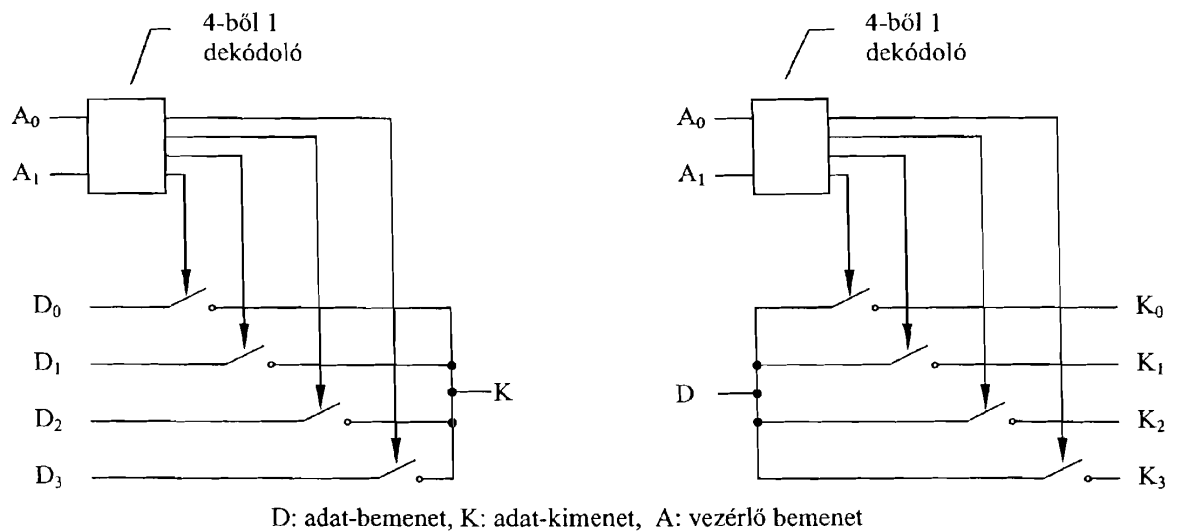 4-ből 1
dekódoló
A₀
A₁
D₀
D₁
D₂
D₃
K
4-ből 1
dekódoló
A₀
A₁
D
K₀
K₁
K₂
K₃
D: adat-bemenet, K: adat-kimenet, A: vezérlő bemenet